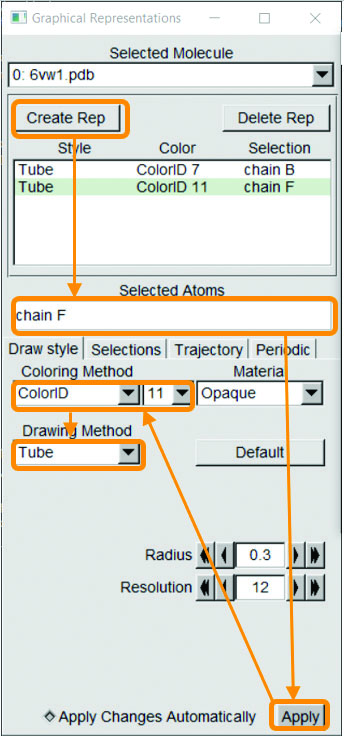 Graphical Representations
Selected Molecule
0: 6vw1.pdb
Create Rep Delete Rep
Style Color Selection
Tube ColorID 7 chain B
Tube ColorID 11 chain F
Selected Atoms
chain F
Draw style Selections Trajectory Periodic
Coloring Method Material
ColorID 11 Opaque
Drawing Method
Tube Default
Radius 0.3
Resolution 12
Apply Changes Automatically Apply